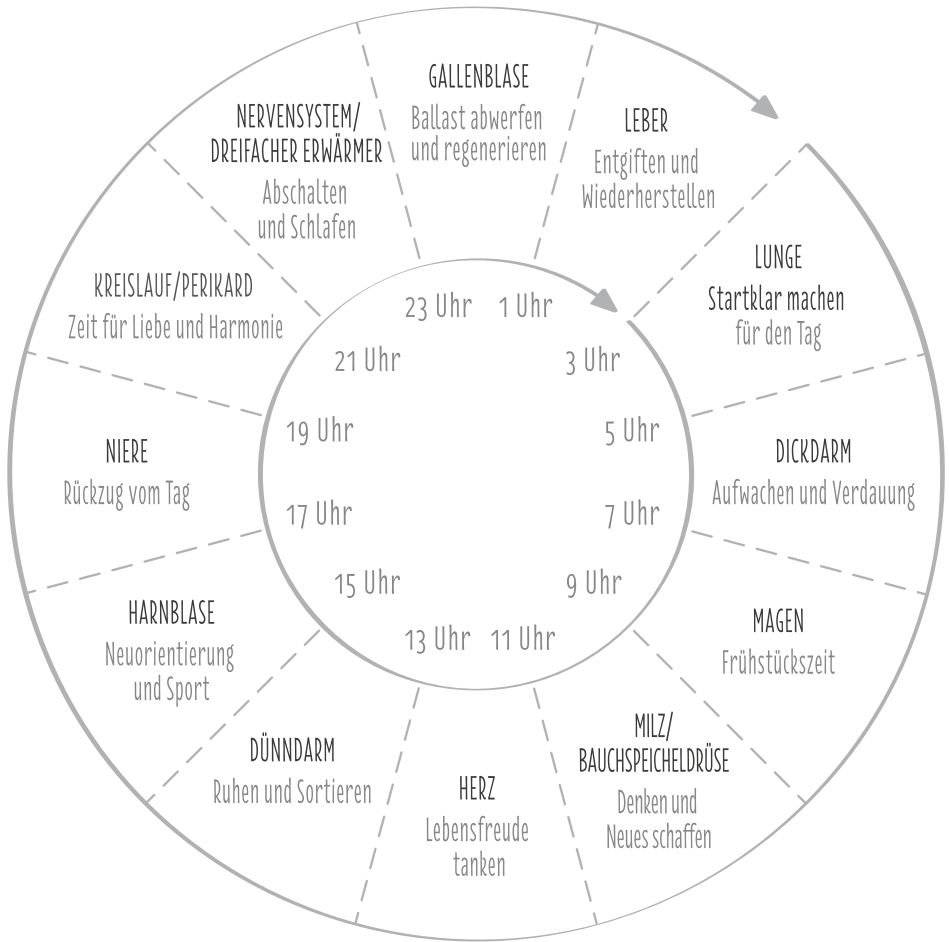 GALLENBLASE
Ballast abwerfen
und regenerieren
LEBER
Entgiften und
Wiederherstellen
LUNGE
Startklar machen
für den Tag
DICKDARM
Aufwachen und Verdauung
MAGEN
Frühstückszeit
MILZ/
BAUCHSPEICHELDRÜSE
Denken und
Neues schaffen
HERZ
Lebensfreude
tanken
DÜNNDARM
Ruhen und Sortieren
HARNBLASE
Neuorientierung
und Sport
NIERE
Rückzug vom Tag
KREISLAUF/PERIKARD
Zeit für Liebe und Harmonie
NERVENSYSTEM/
DREIFACHER ERWÄRMER
Abschalten
und Schlafen
23 Uhr
1 Uhr
3 Uhr
5 Uhr
7 Uhr
9 Uhr
11 Uhr
13 Uhr
15 Uhr
17 Uhr
19 Uhr
21 Uhr